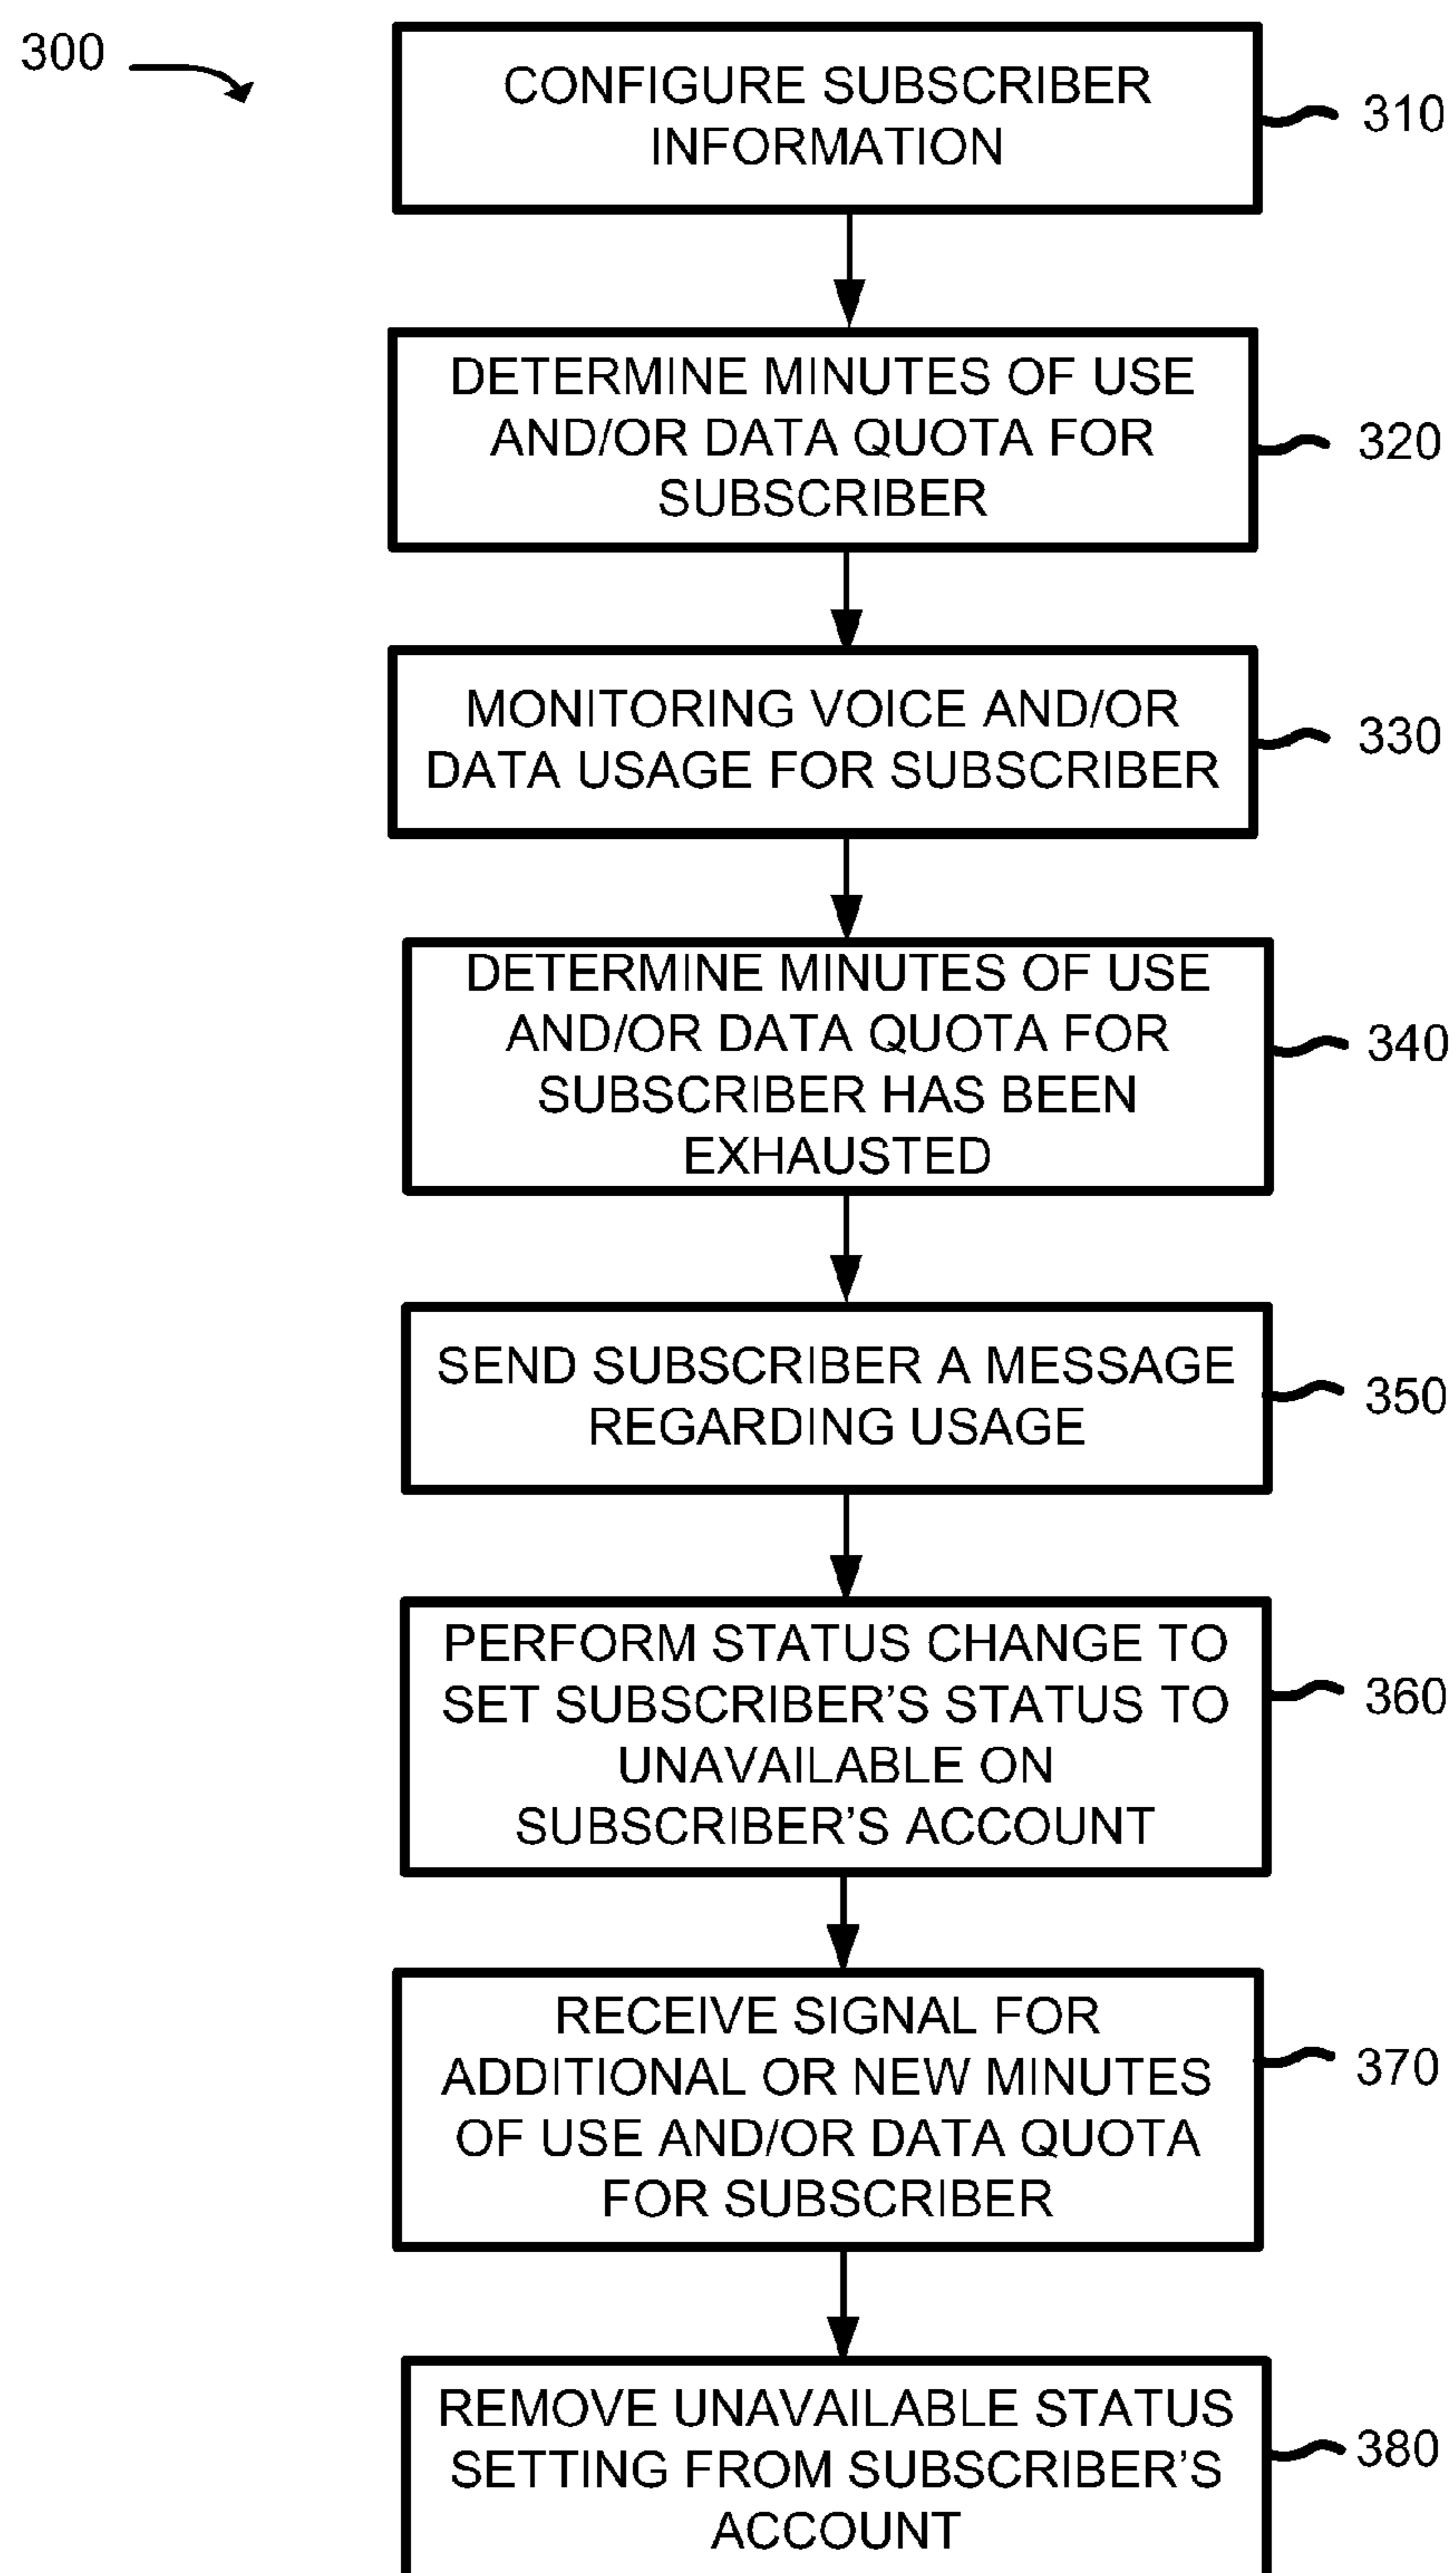 300
CONFIGURE SUBSCRIBER
INFORMATION
310
DETERMINE MINUTES OF USE
AND/OR DATA QUOTA FOR
SUBSCRIBER
320
MONITORING VOICE AND/OR
DATA USAGE FOR SUBSCRIBER
330
DETERMINE MINUTES OF USE
AND/OR DATA QUOTA FOR
SUBSCRIBER HAS BEEN
EXHAUSTED
340
SEND SUBSCRIBER A MESSAGE
REGARDING USAGE
350
PERFORM STATUS CHANGE TO
SET SUBSCRIBER’S STATUS TO
UNAVAILABLE ON
SUBSCRIBER’S ACCOUNT
360
RECEIVE SIGNAL FOR
ADDITIONAL OR NEW MINUTES
OF USE AND/OR DATA QUOTA
FOR SUBSCRIBER
370
REMOVE UNAVAILABLE STATUS
SETTING FROM SUBSCRIBER’S
ACCOUNT
380